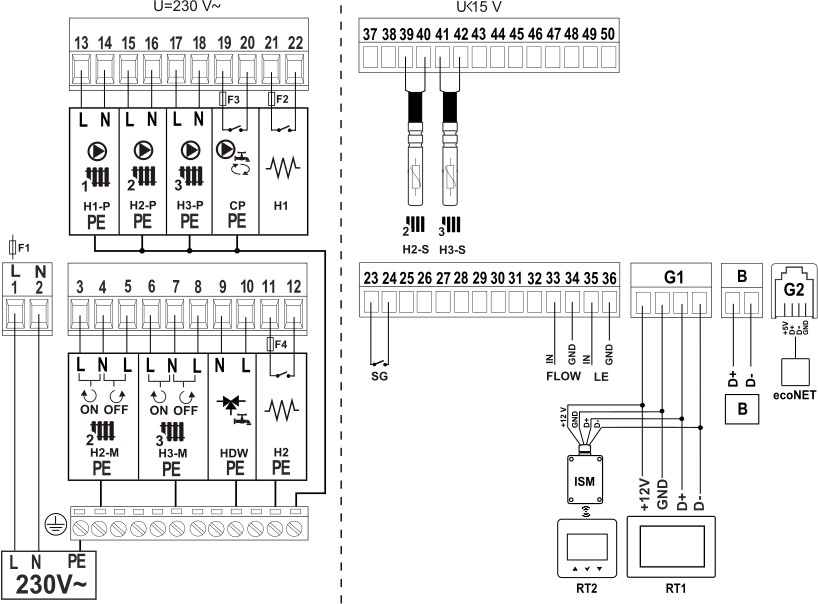 U=230 V~
U<15 V
13 14 15 16 17 18 19 20 21 22
37 38 39 40 41 42 43 44 45 46 47 48 49 50
F3 F2
L N L N L N
1 2 3
H1-P H2-P H3-P CP H1
PE PE PE PE
2 3
H2-S H3-S
F1
L N
1 2
3 4 5 6 7 8 9 10 11 12
23 24 25 26 27 28 29 30 31 32 33 34 35 36
G1
B
G2
+5V D+ D- GND
F4
L N L L N L N L
ON OFF ON OFF
2 3
H2-M H3-M HDW H2
PE PE PE PE
SG
IN GND IN GND
FLOW LE
D+ D-
B
ecoNET
+12 V GND D+ D-
ISM
+12V GND D+ D-
RT2
RT1
L N PE
230V~